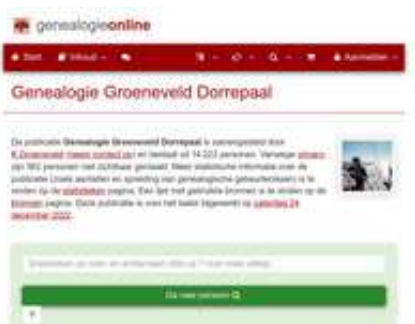 genealogieonline
Start Inhoud
Aanmelden
Genealogie Groeneveld Dorrepaal
De publicatie Genealogie Groeneveld Dorrepaal is samengesteld door
K.Groeneveld (neem contact op) en bestaat uit 14.223 personen. Vanwege privacy
zijn 562 personen niet zichtbaar gemaakt. Meer statistische informatie over de
publicatie (zoals aantallen en spreiding van genealogische gebeurtenissen) is te
vinden op de statistieken pagina. Een lijst met gebruikte bronnen is te vinden op de
bronnen pagina. Deze publicatie is voor het laatst bijgewerkt op zaterdag 24
december 2022.
Ga naar persoon